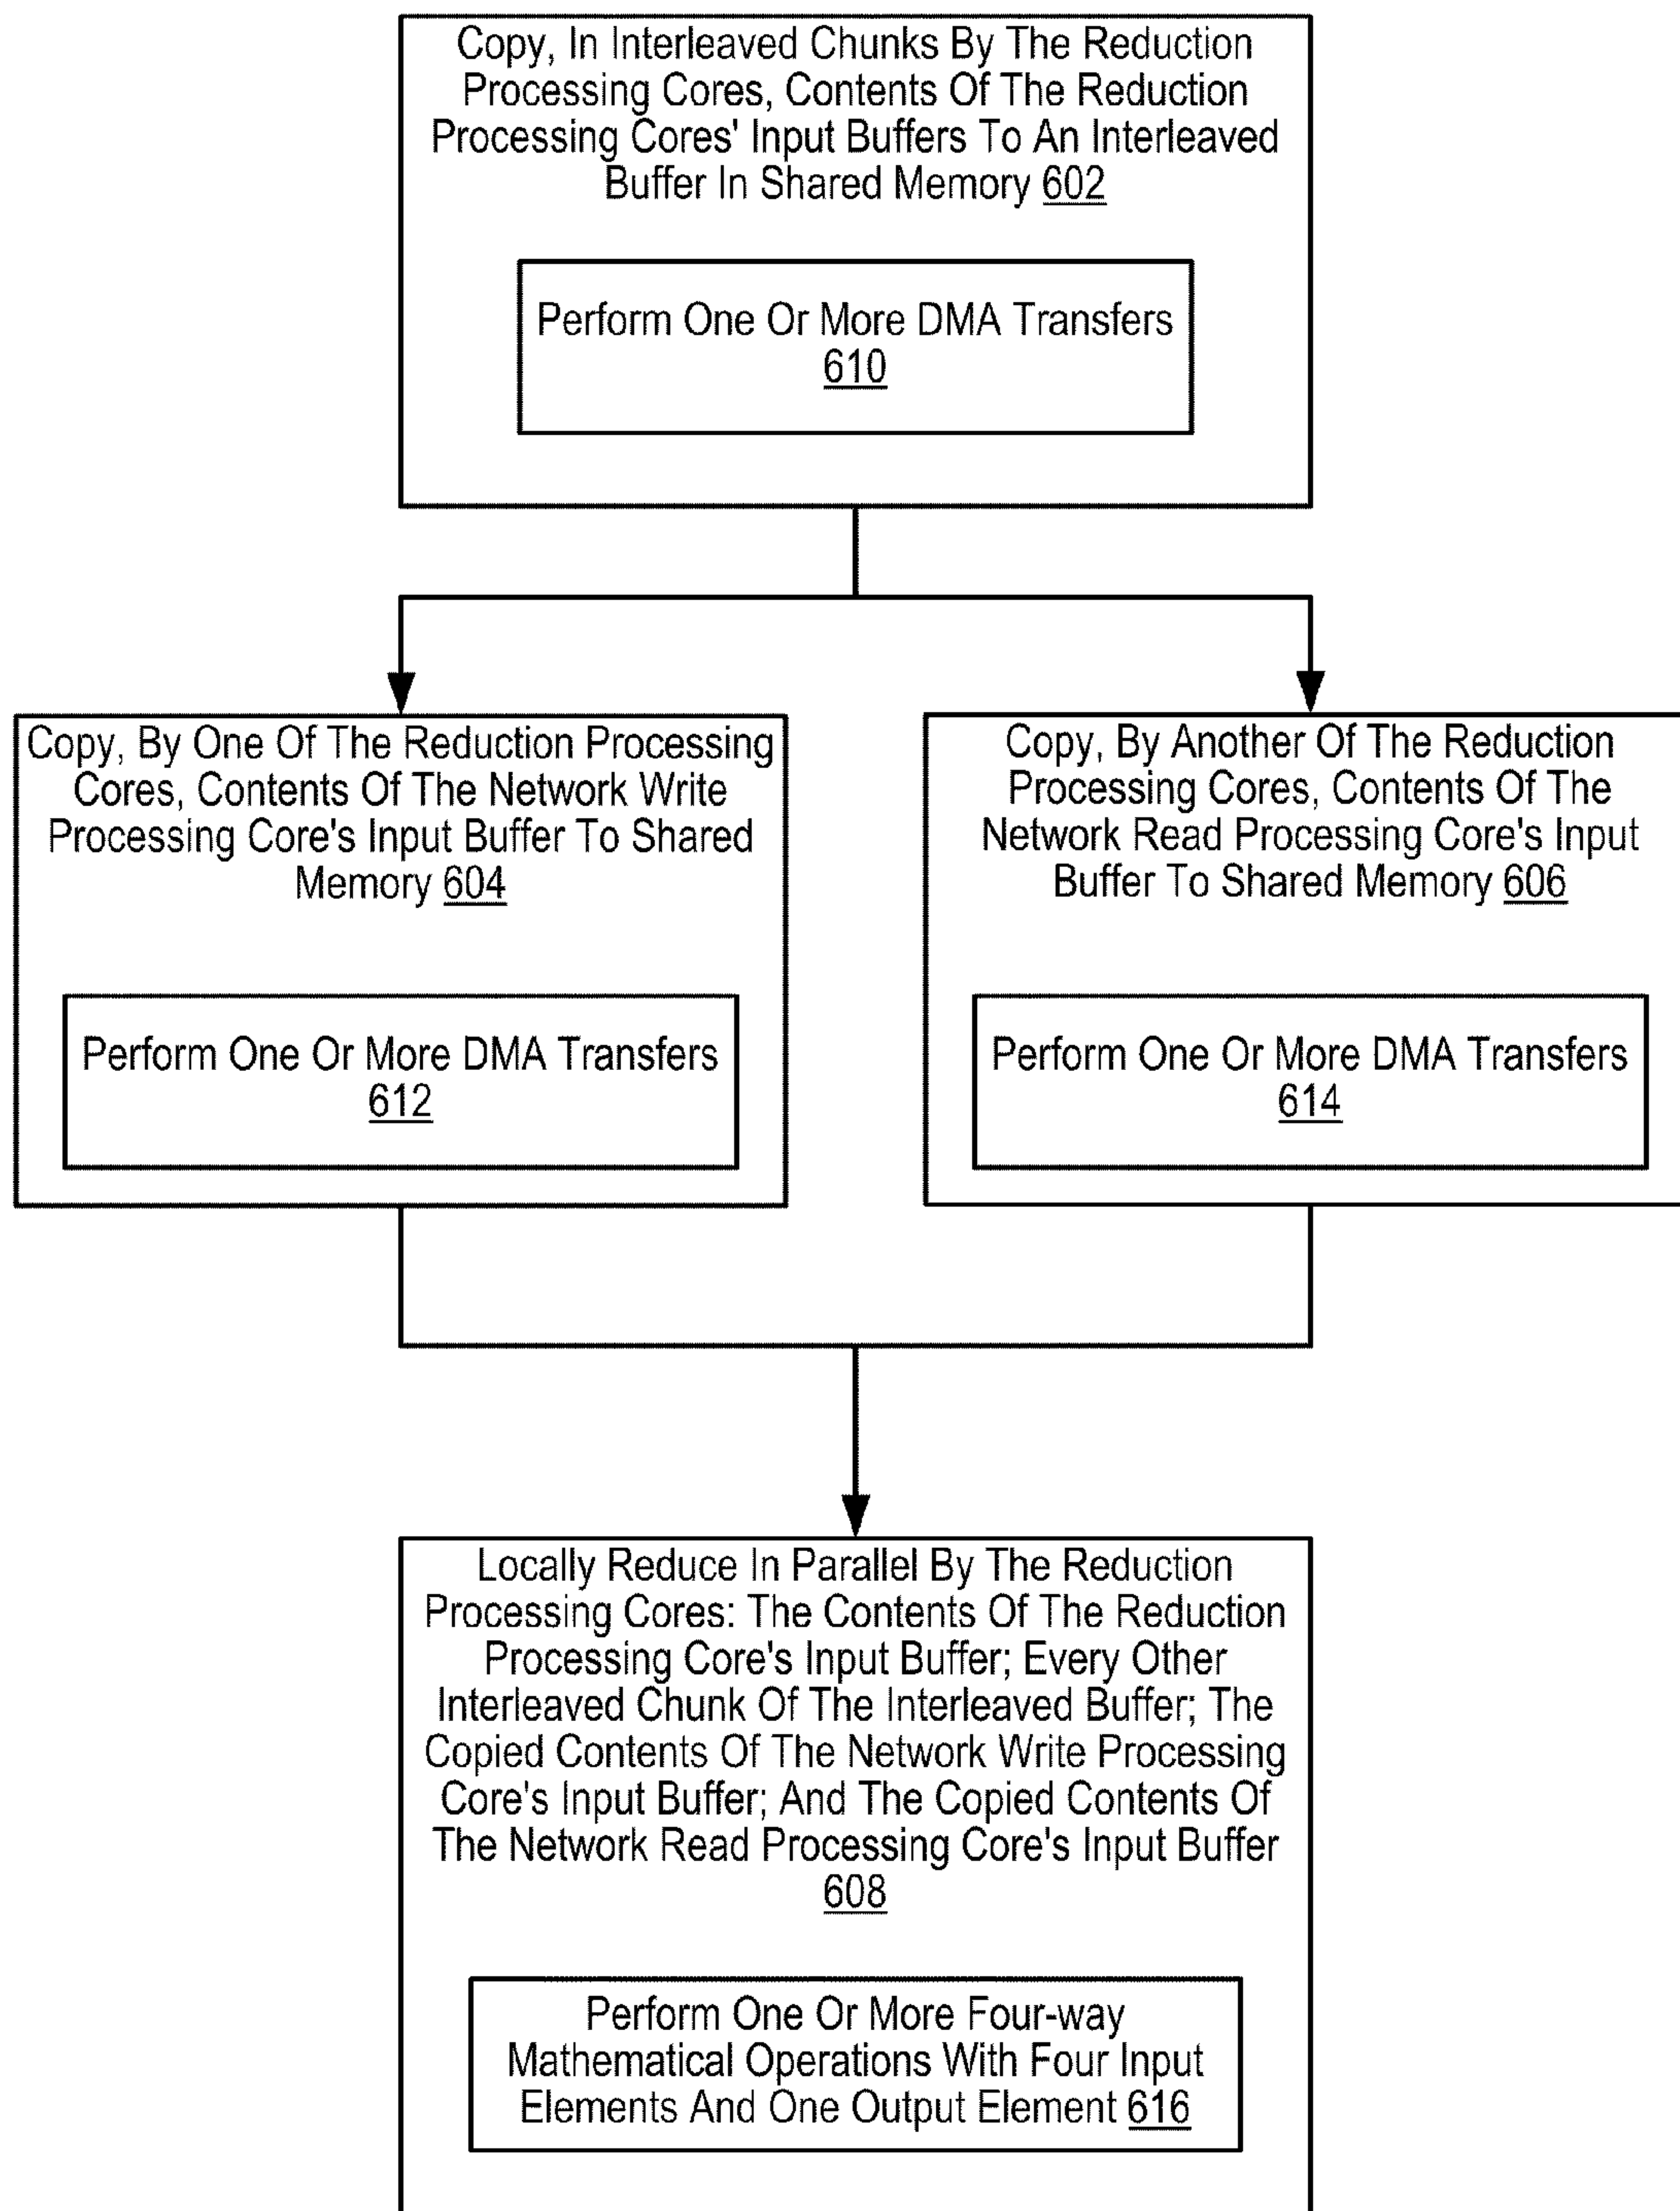 Copy, In Interleaved Chunks By The Reduction
Processing Cores, Contents Of The Reduction
Processing Cores' Input Buffers To An Interleaved
Buffer In Shared Memory 602
Perform One Or More DMA Transfers
610
Copy, By One Of The Reduction Processing
Cores, Contents Of The Network Write
Processing Core's Input Buffer To Shared
Memory 604
Perform One Or More DMA Transfers
612
Copy, By Another Of The Reduction
Processing Cores, Contents Of The
Network Read Processing Core's Input
Buffer To Shared Memory 606
Perform One Or More DMA Transfers
614
Locally Reduce In Parallel By The Reduction
Processing Cores: The Contents Of The Reduction
Processing Core's Input Buffer; Every Other
Interleaved Chunk Of The Interleaved Buffer; The
Copied Contents Of The Network Write Processing
Core's Input Buffer; And The Copied Contents Of
The Network Read Processing Core's Input Buffer
608
Perform One Or More Four-way
Mathematical Operations With Four Input
Elements And One Output Element 616